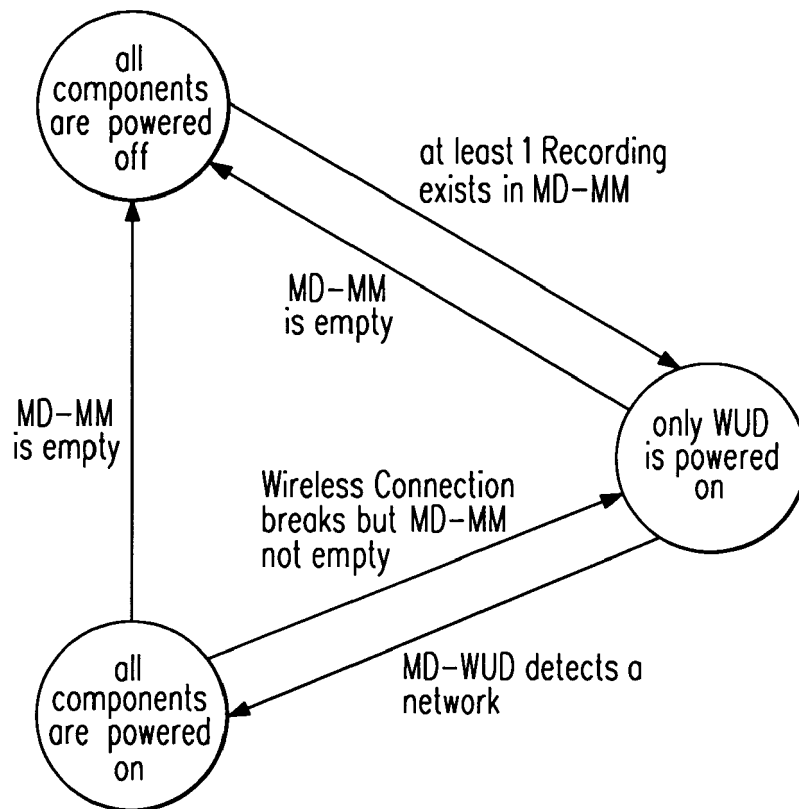 all
components
are powered
off
at least 1 Recording
exists in MD-MM
MD-MM
is empty
MD-MM
is empty
only WUD
is powered
on
Wireless Connection
breaks but MD-MM
not empty
MD-WUD detects a
network
all
components
are powered
on